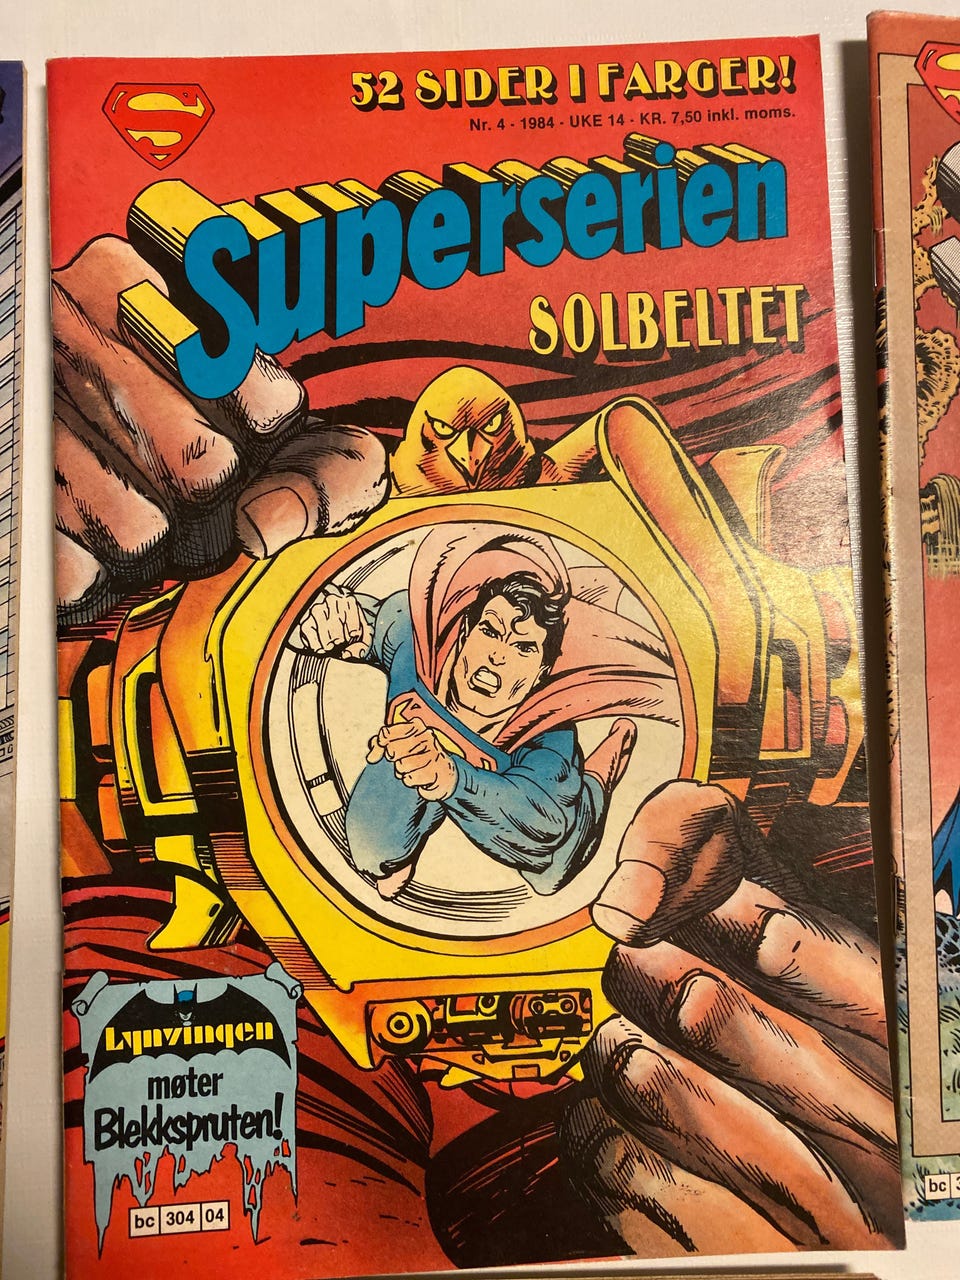 52 SIDER I FARGER!
Nr. 4 - 1984 - UKE 14 - KR. 7,50 inkl. moms.
Superserien
SOLBELTET
Lynvingen
møter
Blekkspruten!
bc 304 04
bc